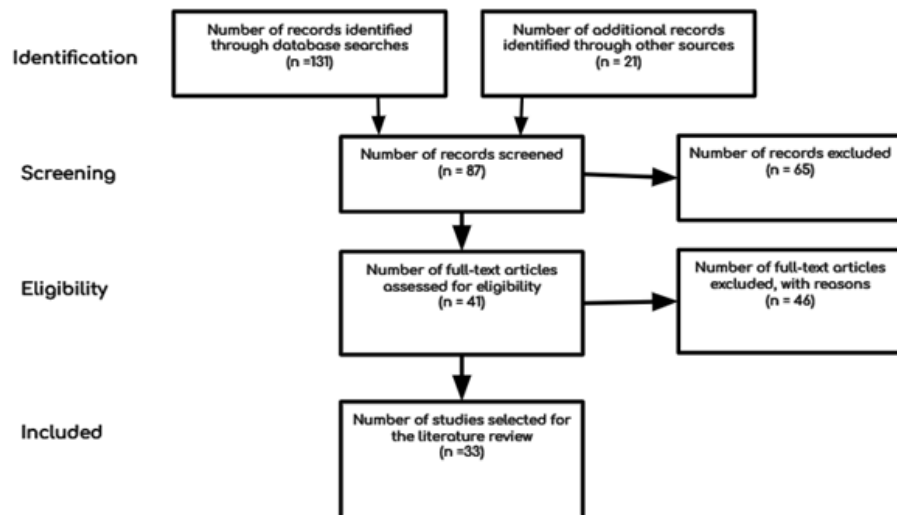 Identification
Number of records identified
through database searches
(n =131)
Number of additional records
identified through other sources
(n = 21)
Screening
Number of records screened
(n = 87)
Number of records excluded
(n = 65)
Eligibility
Number of full-text articles
assessed for eligibility
(n = 41)
Number of full-text articles
excluded, with reasons
(n = 46)
Included
Number of studies selected for
the literature review
(n =33)